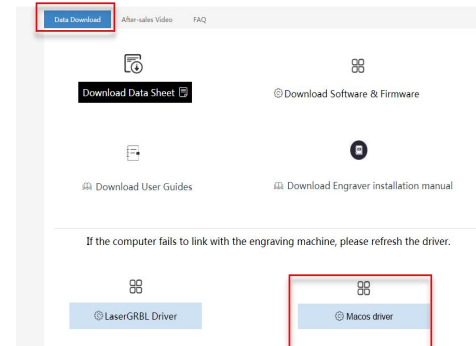 Data Download After-sales Video FAQ
Download Data Sheet
Download Software & Firmware
Download User Guides
Download Engraver installation manual
If the computer fails to link with the engraving machine, please refresh the driver.
LaserGRBL Driver
Macos driver